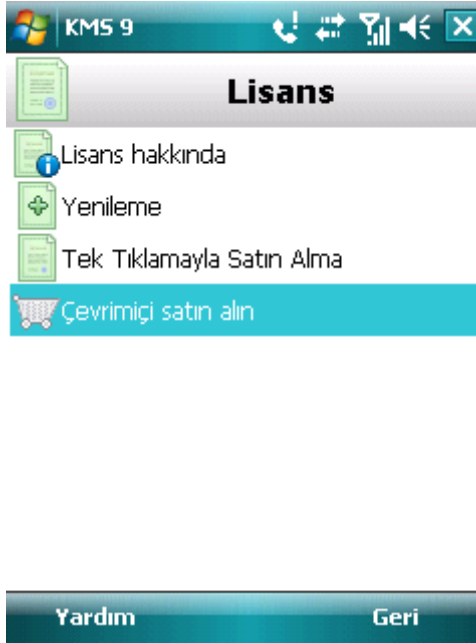 KMS 9
Lisans
Lisans hakkında
Yenileme
Tek Tıklamayla Satın Alma
Çevrimiçi satın alın
Yardım Geri